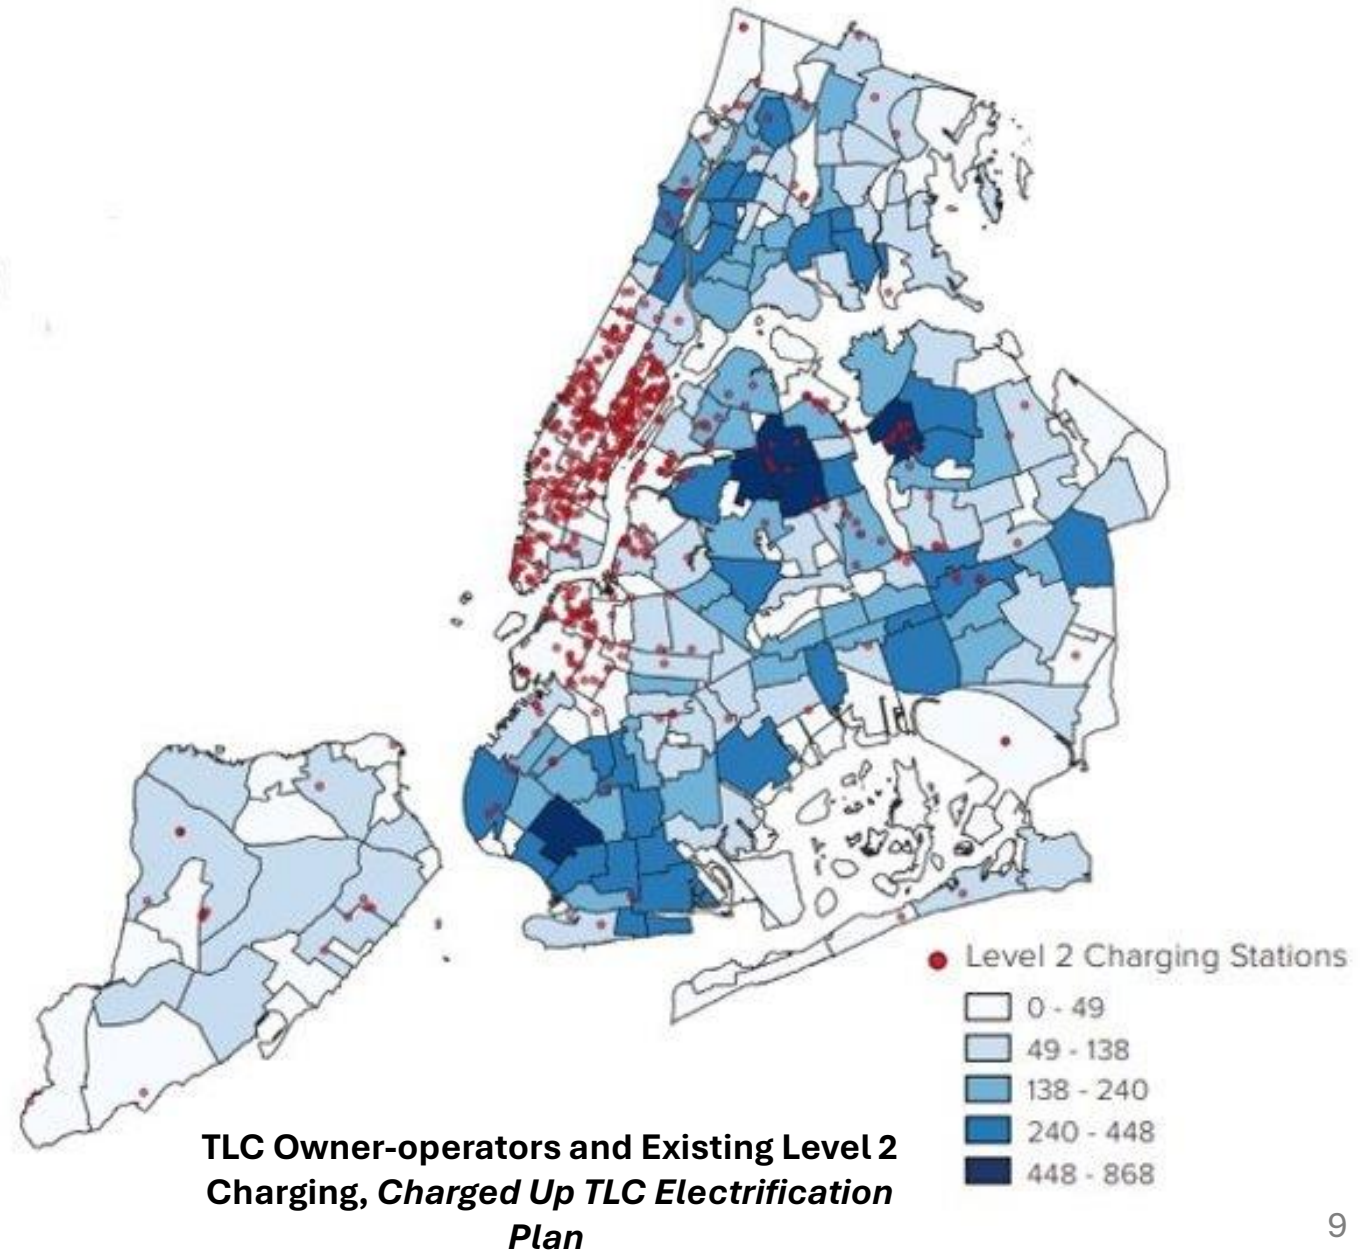 Level 2 Charging Stations
0 - 49
49 - 138
138 - 240
240 - 448
448 - 868
TLC Owner-operators and Existing Level 2
Charging, Charged Up TLC Electrification
Plan
9